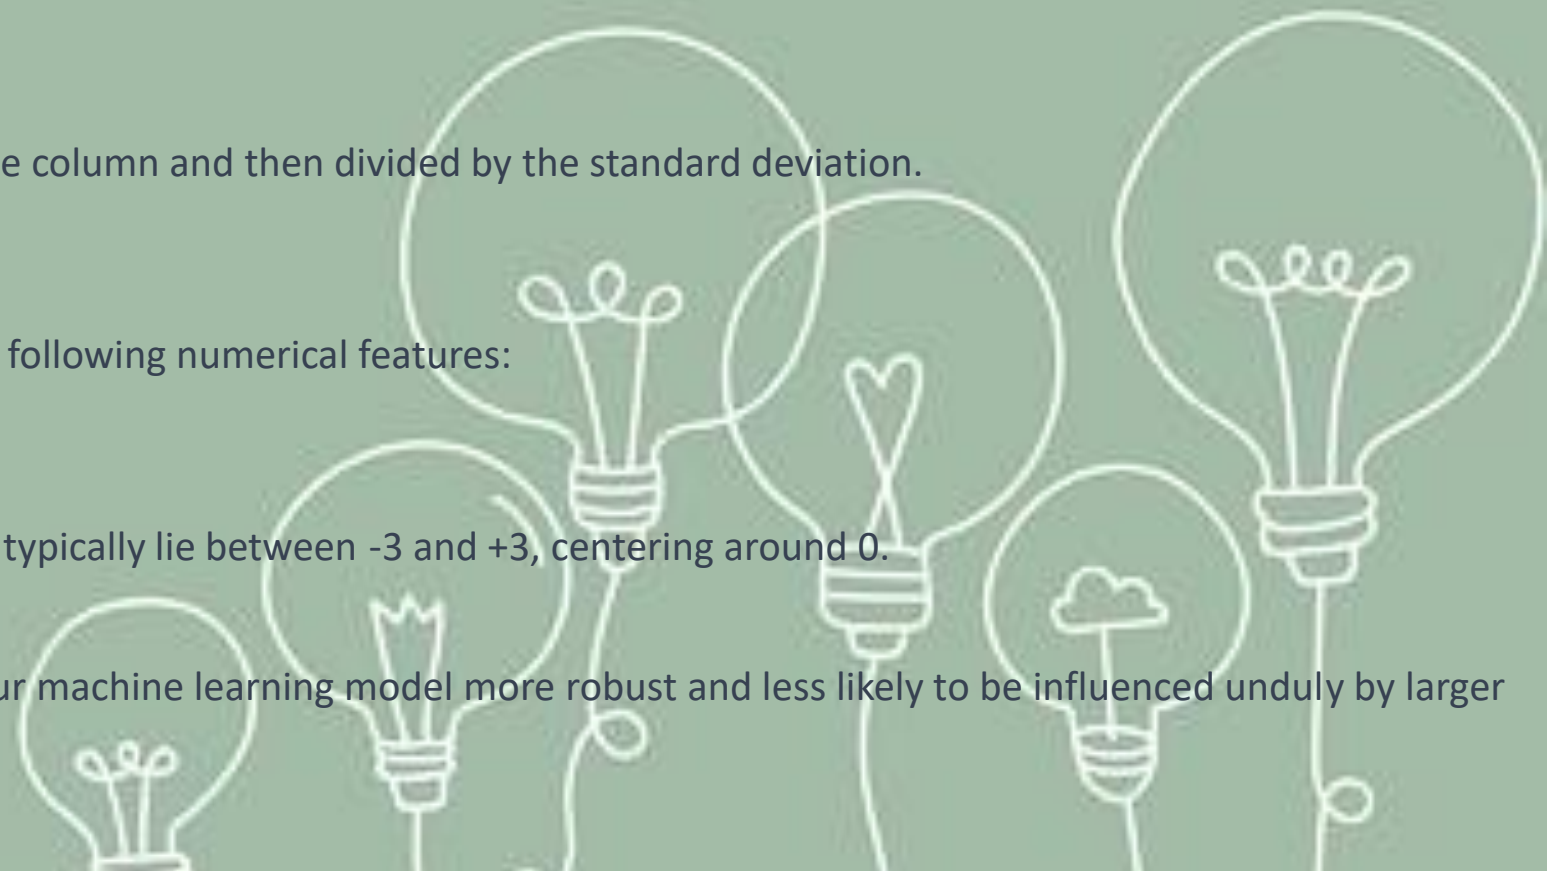 e column and then divided by the standard deviation.
following numerical features:
typically lie between -3 and +3, centering around 0.
ur machine learning model more robust and less likely to be influenced unduly by larger